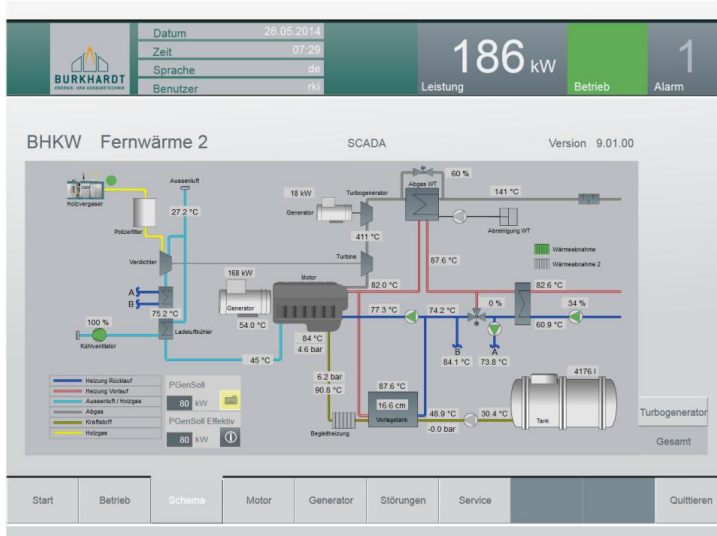 BURKHARDT
ENERGIE- UND GEBÄUDETECHNIK
Datum 26.05.2014
Zeit 07:29
Sprache de
Benutzer rki
186 kW
Leistung
Betrieb
1
Alarm
BHKW Fernwärme 2
SCADA
Version 9.01.00
Holzvergaser
Aussenluft
27.2 °C
Polizeifilter
Verdichter
A
B
75.2 °C
100 %
Kühlventilator
Ladeluftkühler
45 °C
18 kW
Generator
Turbogenerator
411 °C
Turbine
Abgas WT
60 %
141 °C
Abreinigung WT
87.6 °C
Wärmeabnahme
Wärmeabnahme 2
168 kW
Generator
54.0 °C
Motor
82.0 °C
82.6 °C
77.3 °C
74.2 °C
0 %
34 %
60.9 °C
84 °C
4.6 bar
B
84.1 °C
A
73.8 °C
6.2 bar
90.8 °C
Begleitheizung
87.6 °C
16.6 cm
Vorlagetank
48.9 °C
-0.0 bar
30.4 °C
4176 l
Tank
Heizung Rücklauf
Heizung Vorlauf
Aussenluft / Holzgas
Abgas
Kraftstoff
Holzgas
PGenSoll
80 kW
PGenSoll Effektiv
80 kW
Turbogenerator
Gesamt
Start
Betrieb
Schema
Motor
Generator
Störungen
Service
Quittieren